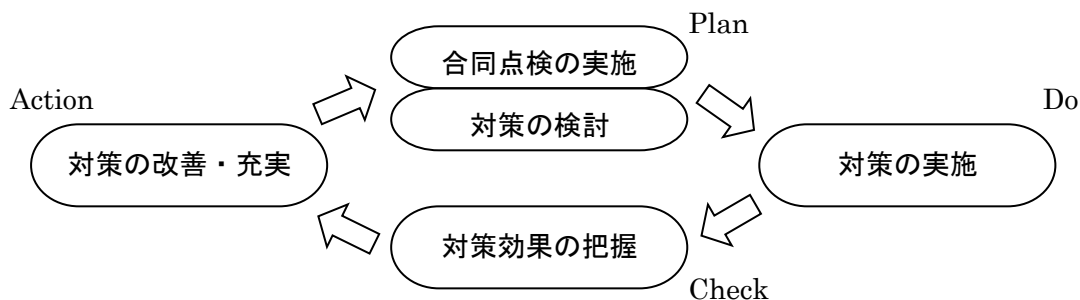 Plan
合同点検の実施
対策の検討
Do
対策の実施
Check
対策効果の把握
Action
対策の改善・充実